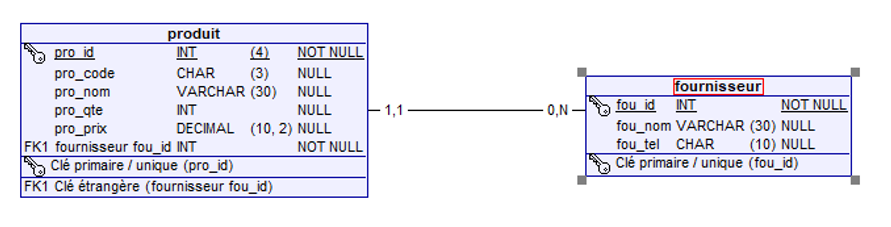 produit
pro_id INT (4) NOT NULL
pro_code CHAR (3) NULL
pro_nom VARCHAR (30) NULL
pro_qte INT NULL
pro_prix DECIMAL (10, 2) NULL
FK1 fournisseur fou_id INT NOT NULL
Clé primaire / unique (pro_id)
FK1 Clé étrangère (fournisseur fou_id)
1,1
0,N
fournisseur
fou_id INT NOT NULL
fou_nom VARCHAR (30) NULL
fou_tel CHAR (10) NULL
Clé primaire / unique (fou_id)